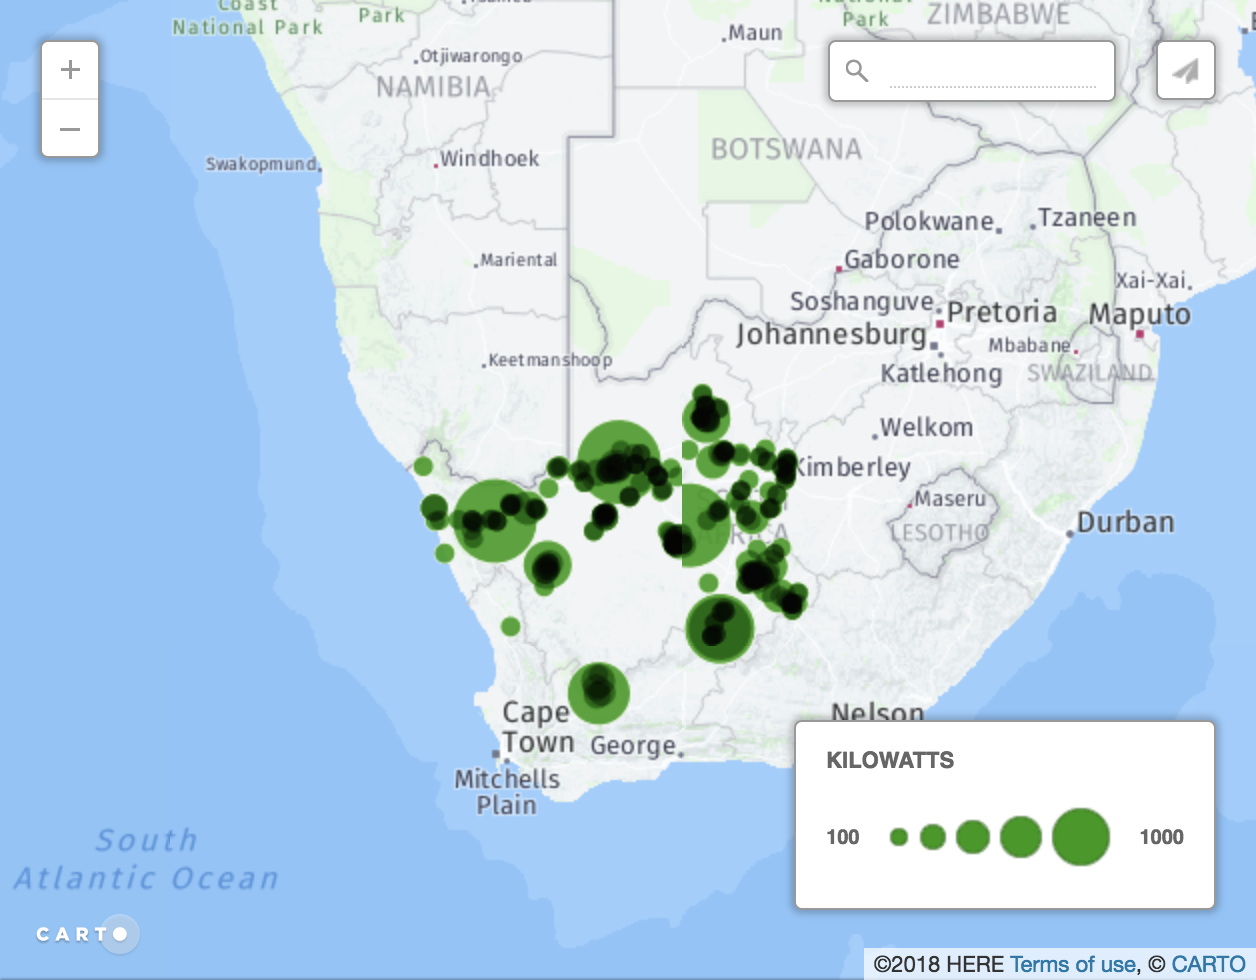 Coast
National Park
Park
National
Park
ZIMBABWE
Maun
Otjiwarongo
NAMIBIA
BOTSWANA
Swakopmund
Windhoek
Polokwane
Tzaneen
Mariental
Gaborone
Xai-Xai
Soshanguve
Pretoria
Maputo
Johannesburg
Mbabane
Keetmanshoop
Katlehong
SWAZILAND
Welkom
Kimberley
Maseru
Durban
LESOTHO
AFRICA
Cape
Town
George
Nelson
Mitchells
Plain
KILOWATTS
100
1000
South
Atlantic Ocean
CARTO
©2018 HERE Terms of use, © CARTO